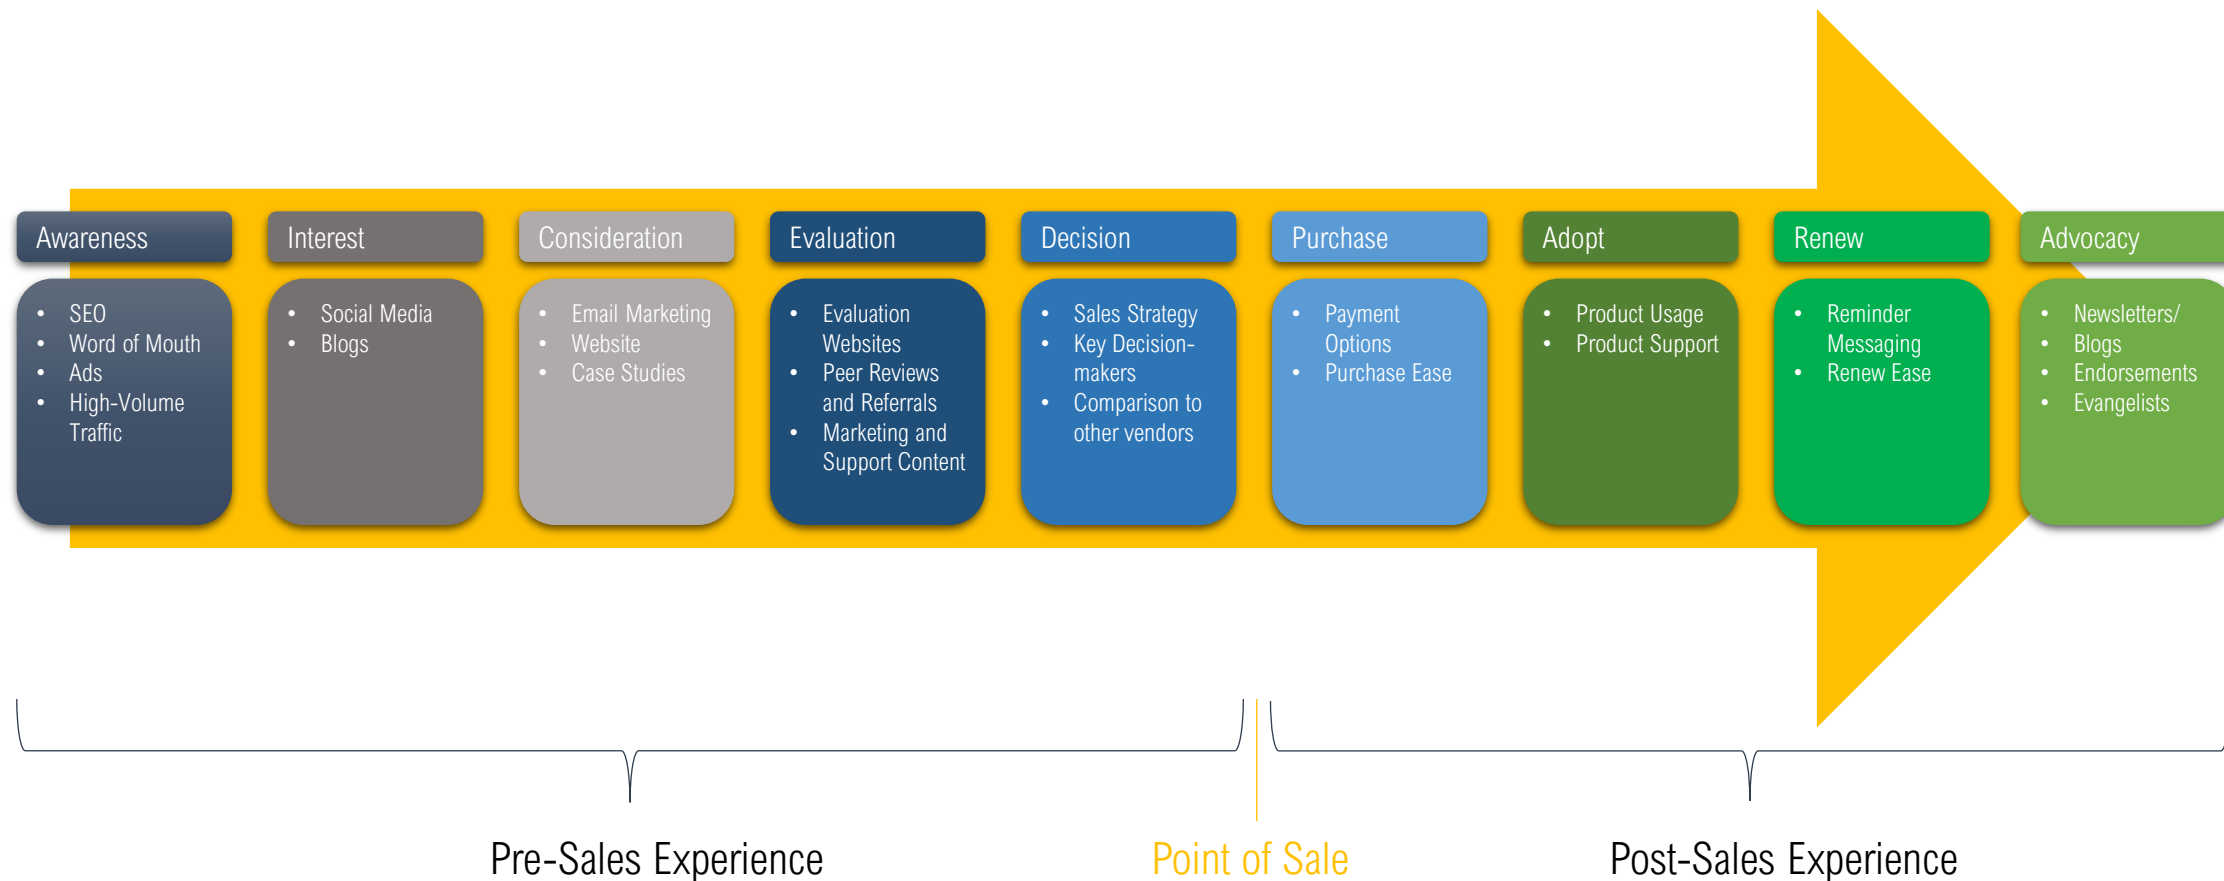 Awareness
• SEO
• Word of Mouth
• Ads
• High-Volume
Traffic
Interest
• Social Media
• Blogs
Consideration
• Email Marketing
• Website
• Case Studies
Evaluation
• Evaluation
Websites
• Peer Reviews
and Referrals
• Marketing and
Support Content
Decision
• Sales Strategy
• Key Decision-
makers
• Comparison to
other vendors
Purchase
• Payment
Options
• Purchase Ease
Adopt
• Product Usage
• Product Support
Renew
• Reminder
Messaging
• Renew Ease
Advocacy
• Newsletters/
• Blogs
• Endorsements
• Evangelists
Pre-Sales Experience
Point of Sale
Post-Sales Experience